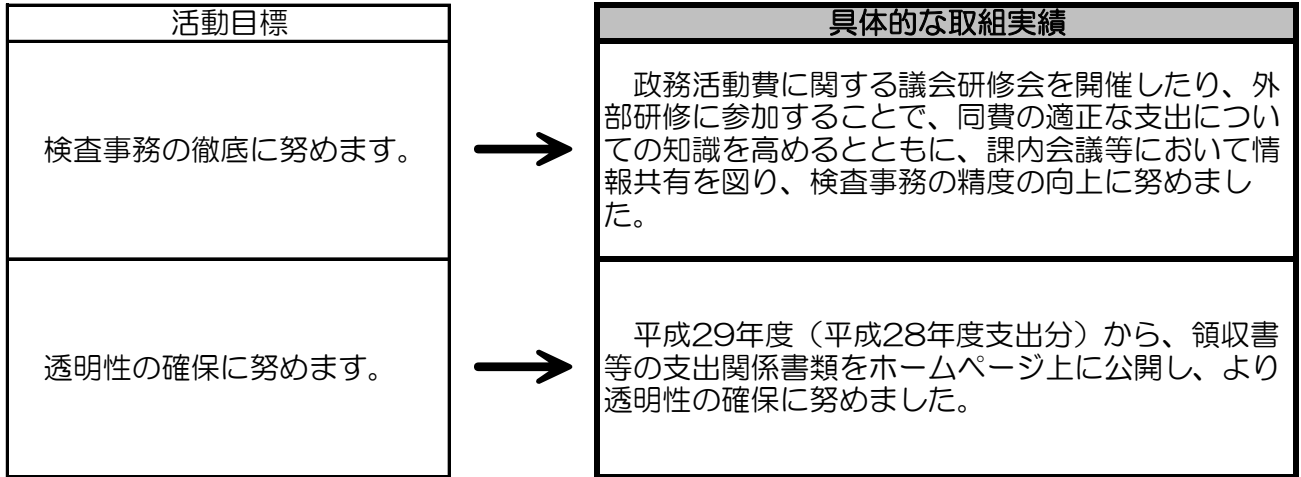 活動目標
具体的な取組実績
検査事務の徹底に努めます。
政務活動費に関する議会研修会を開催したり、外
部研修に参加することで、同費の適正な支出につい
ての知識を高めるとともに、課内会議等において情
報共有を図り、検査事務の精度の向上に努めまし
た。
透明性の確保に努めます。
平成29年度（平成28年度支出分）から、領収書
等の支出関係書類をホームページ上に公開し、より
透明性の確保に努めました。